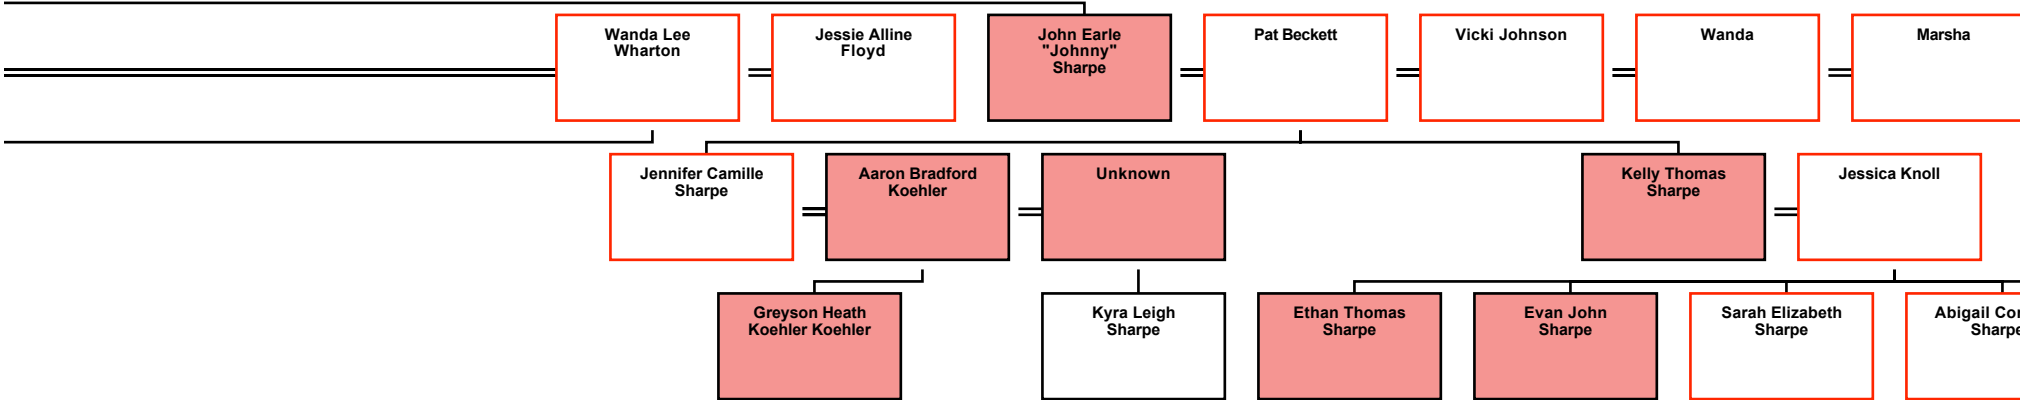 Wanda Lee
Wharton
Jessie Alline
Floyd
John Earle
"Johnny"
Sharpe
Pat Beckett
Vicki Johnson
Wanda
Marsha
Jennifer Camille
Sharpe
Aaron Bradford
Koehler
Unknown
Kelly Thomas
Sharpe
Jessica Knoll
Greyson Heath
Koehler Koehler
Kyra Leigh
Sharpe
Ethan Thomas
Sharpe
Evan John
Sharpe
Sarah Elizabeth
Sharpe
Abigail
Sharpe